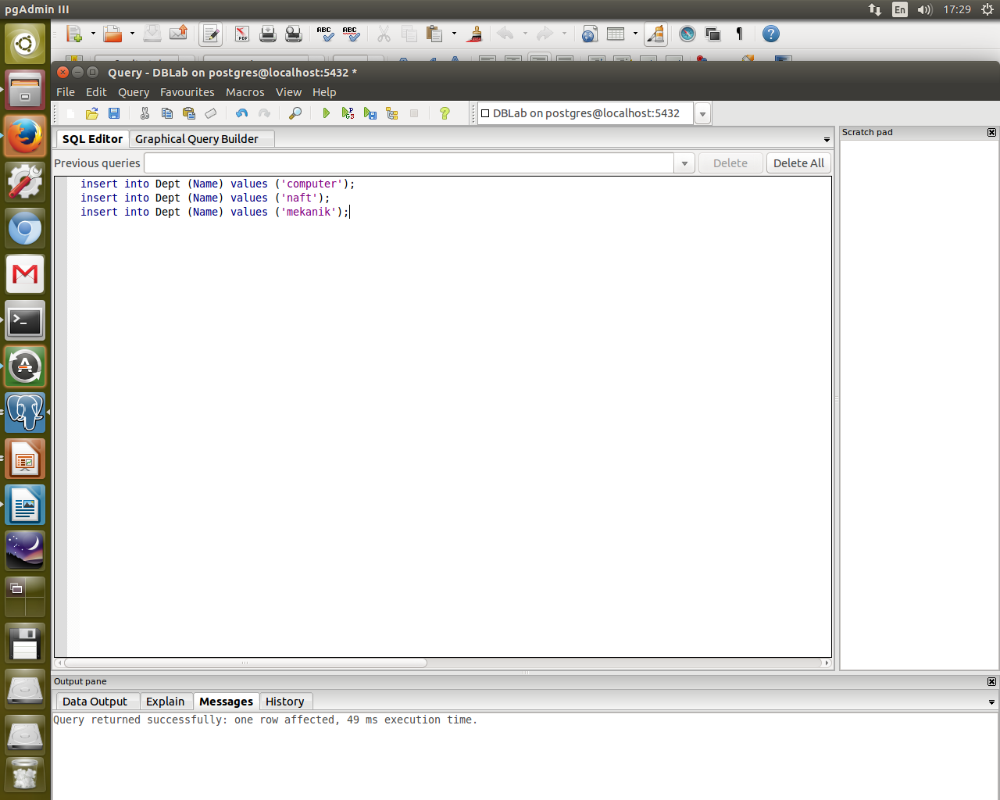 pgAdmin III
En
17:29
PDF
ABC
ABC
Query - DBLab on postgres@localhost:5432 *
File Edit Query Favourites Macros View Help
DBLab on postgres@localhost:5432
SQL Editor
Graphical Query Builder
Scratch pad
Previous queries
Delete
Delete All
insert into Dept (Name) values ('computer');
insert into Dept (Name) values ('naft');
insert into Dept (Name) values ('mekanik');
Output pane
Data Output
Explain
Messages
History
Query returned successfully: one row affected, 49 ms execution time.